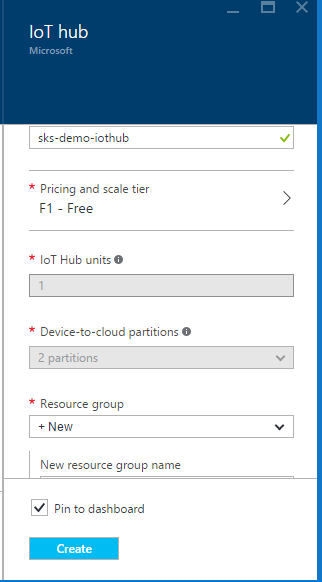 IoT hub
Microsoft
sks-demo-iothub
* Pricing and scale tier
F1 - Free
* IoT Hub units
1
* Device-to-cloud partitions
2 partitions
* Resource group
+ New
New resource group name
Pin to dashboard
Create